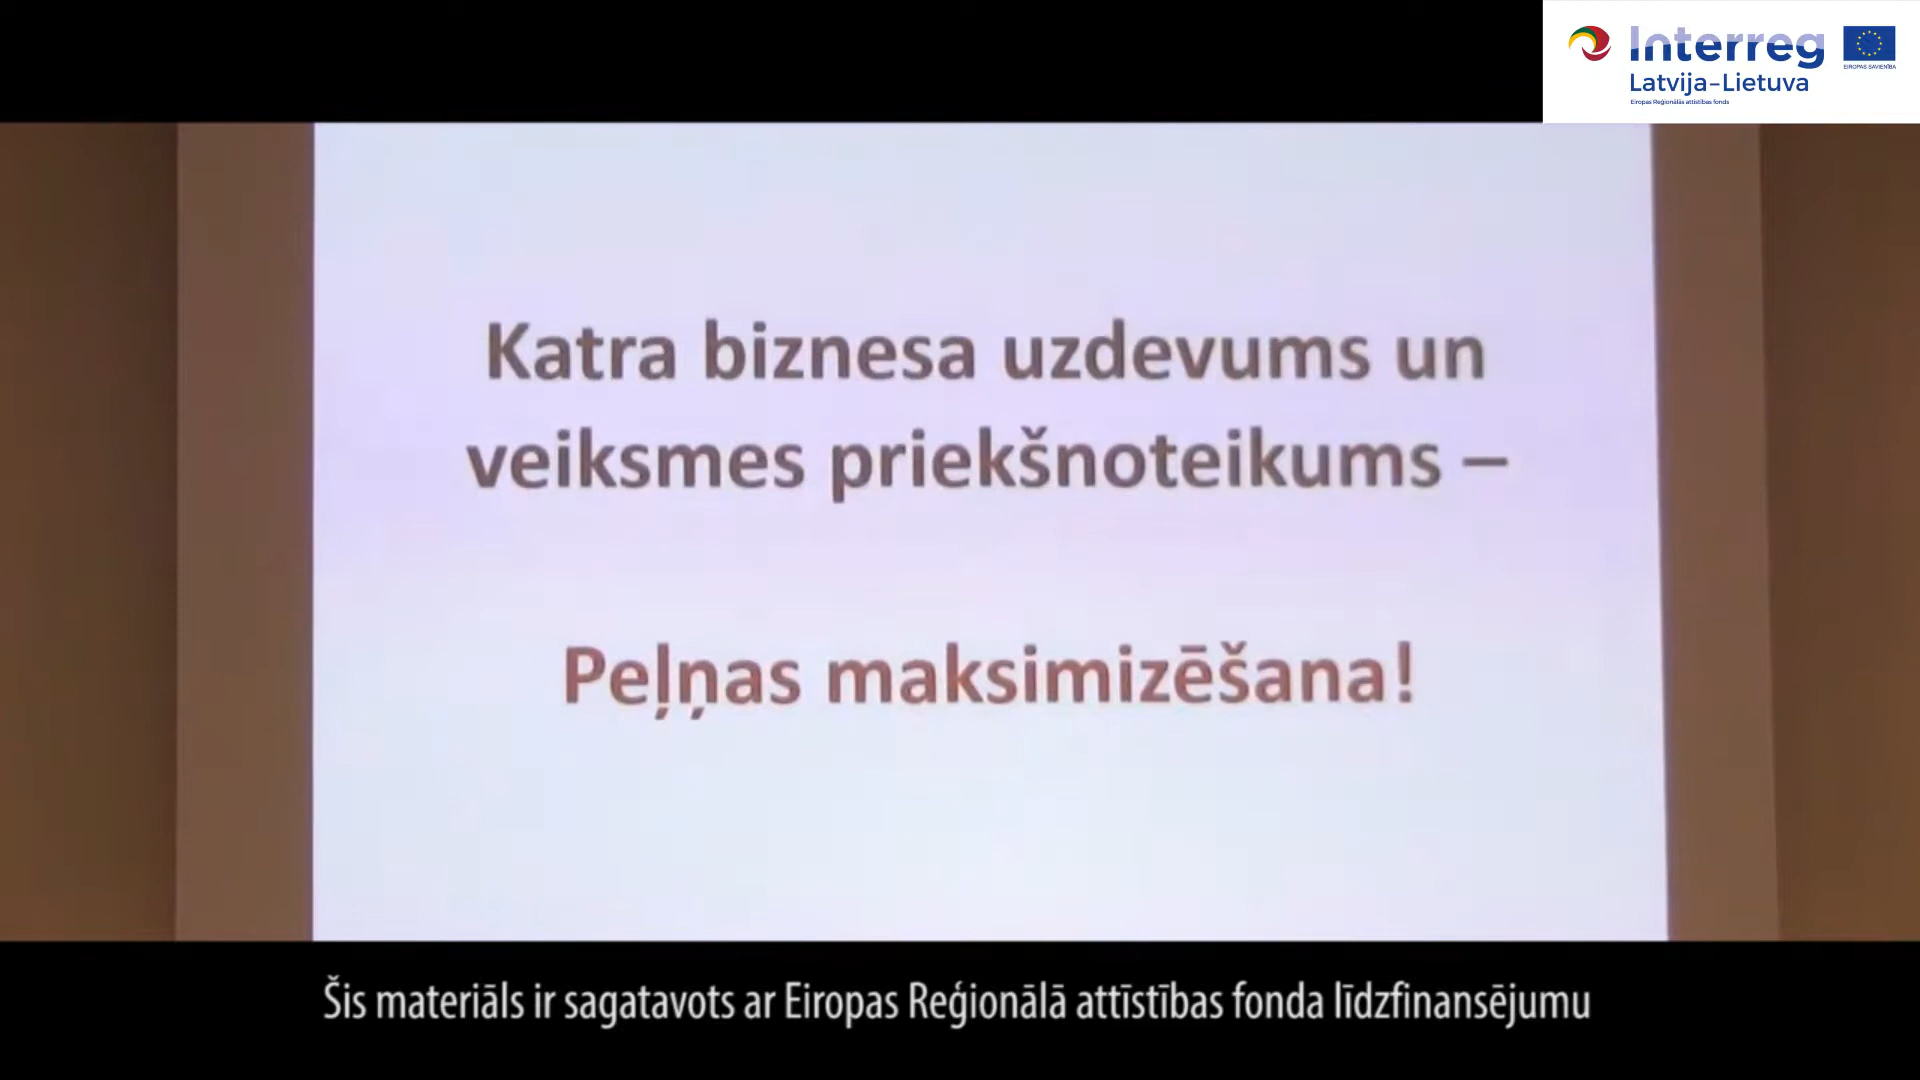 Interreg
EIROPAS SAVIENĪBA
Latvija–Lietuva
Eiropas Reģionālās attīstības fonds
Katra biznesa uzdevums un
veiksmes priekšnoteikums –
Peļņas maksimizēšana!
Šis materiāls ir sagatavots ar Eiropas Reģionālā attīstības fonda līdzfinansējumu